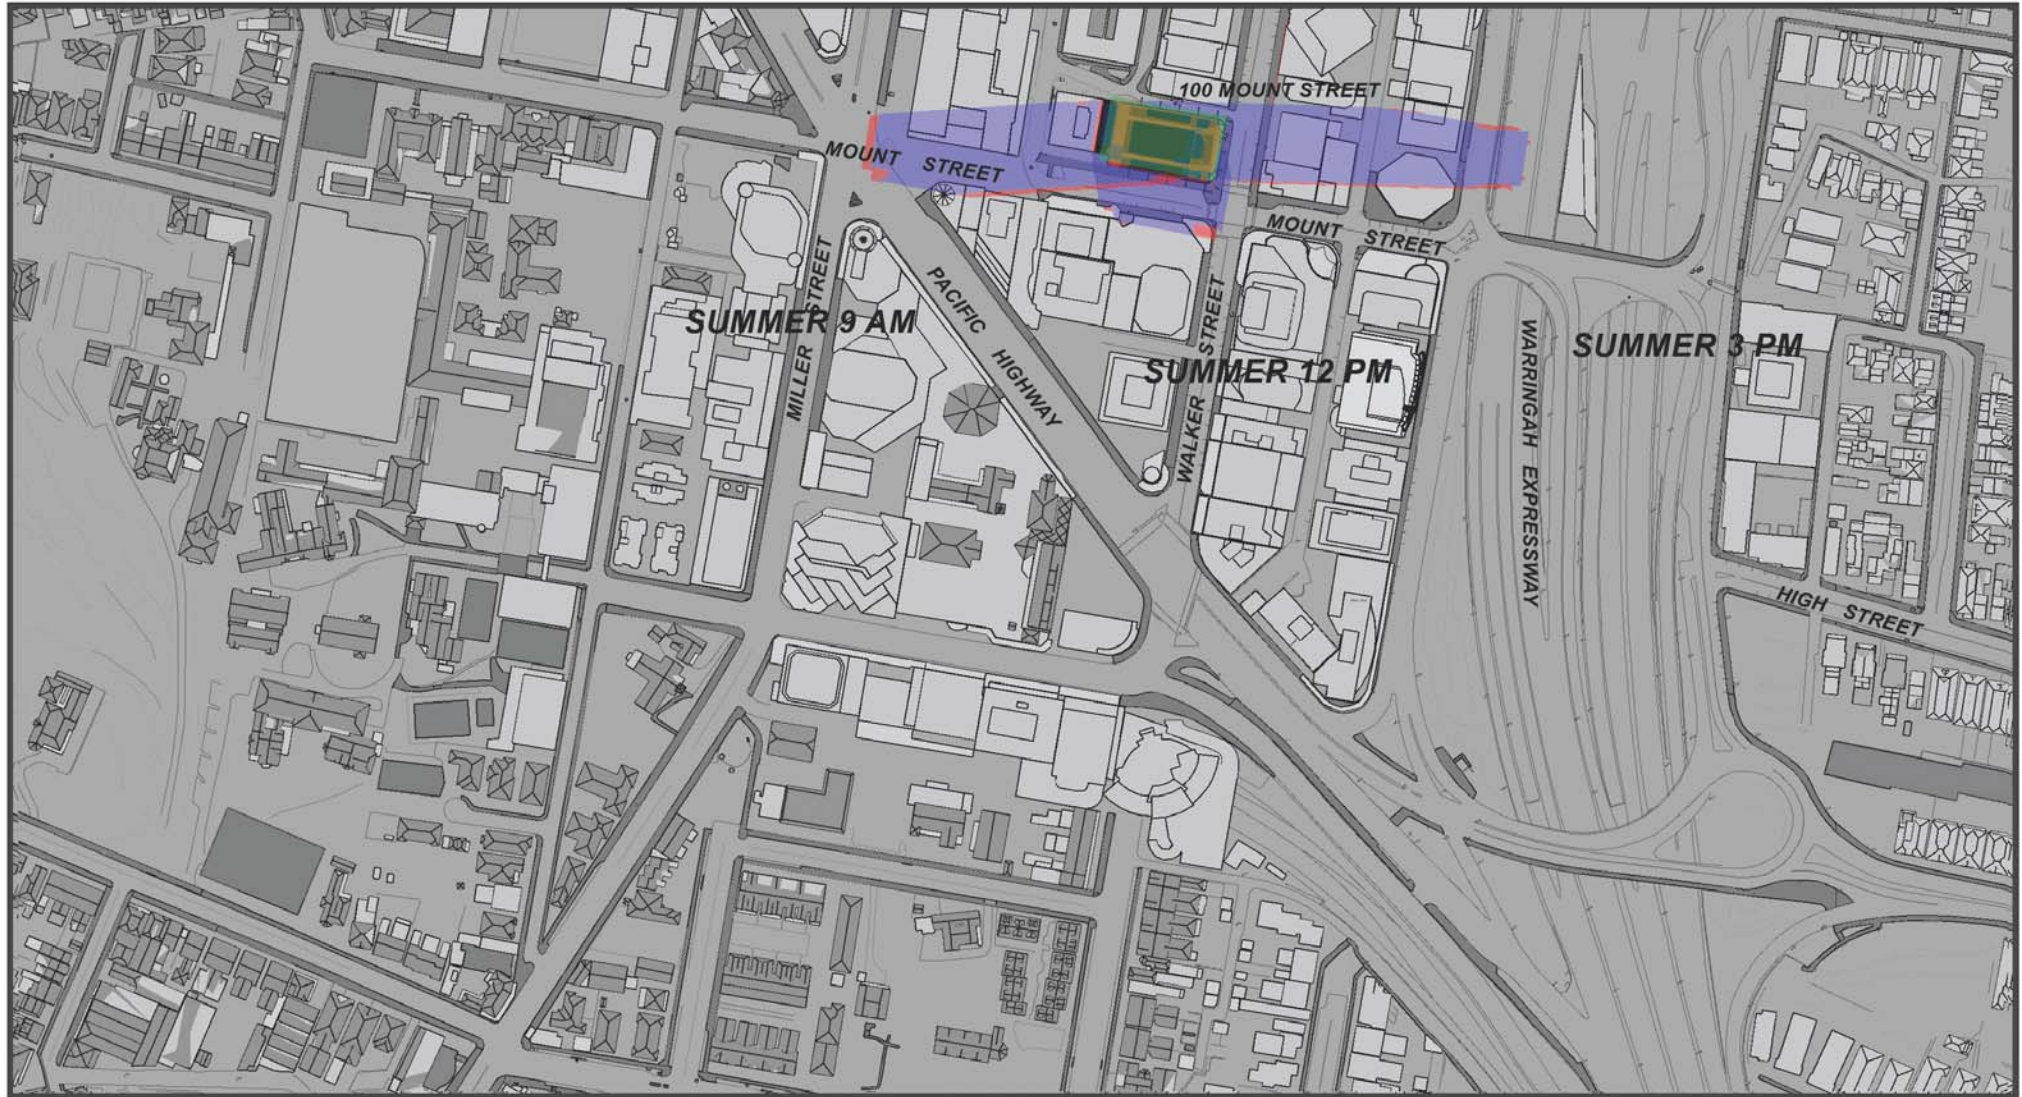 100 MOUNT STREET
MOUNT STREET
MOUNT STREET
SUMMER 9 AM
MILLER STREET
PACIFIC HIGHWAY
WALKER STREET
SUMMER 12 PM
SUMMER 3 PM
WARRINGAH EXPRESSWAY
HIGH STREET